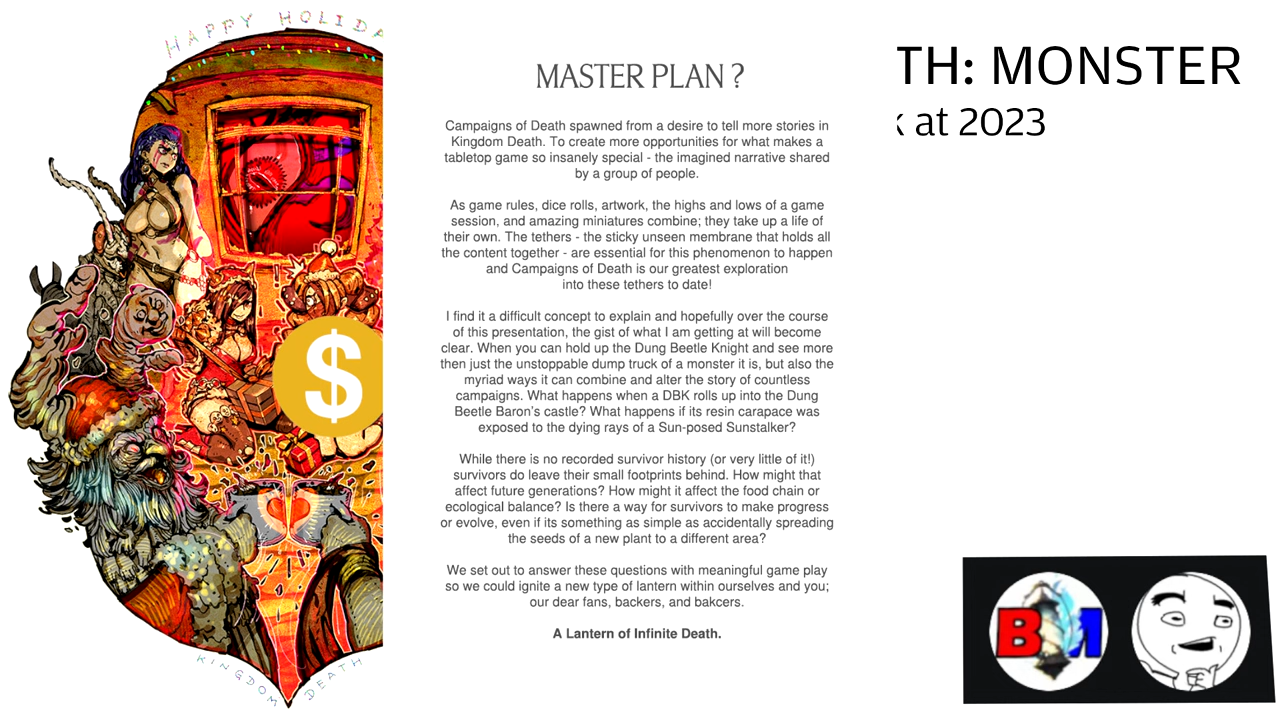 HAPPY HOLIDA
MASTER PLAN ?
Campaigns of Death spawned from a desire to tell more stories in
Kingdom Death. To create more opportunities for what makes a
tabletop game so insanely special - the imagined narrative shared
by a group of people.
As game rules, dice rolls, artwork, the highs and lows of a game
session, and amazing miniatures combine; they take up a life of
their own. The tethers - the sticky unseen membrane that holds all
the content together - are essential for this phenomenon to happen
and Campaigns of Death is our greatest exploration
into these tethers to date!
I find it a difficult concept to explain and hopefully over the course
of this presentation, the gist of what I am getting at will become
clear. When you can hold up the Dung Beetle Knight and see more
then just the unstoppable dump truck of a monster it is, but also the
myriad ways it can combine and alter the story of countless
campaigns. What happens when a DBK rolls up into the Dung
Beetle Baron's castle? What happens if its resin carapace was
exposed to the dying rays of a Sun-posed Sunstalker?
While there is no recorded survivor history (or very little of it!)
survivors do leave their small footprints behind. How might that
affect future generations? How might it affect the food chain or
ecological balance? Is there a way for survivors to make progress
or evolve, even if its something as simple as accidentally spreading
the seeds of a new plant to a different area?
We set out to answer these questions with meaningful game play
so we could ignite a new type of lantern within ourselves and you;
our dear fans, backers, and bakcers.
A Lantern of Infinite Death.
TH: MONSTER
k at 2023
$
KINGDOM DEATH
B M